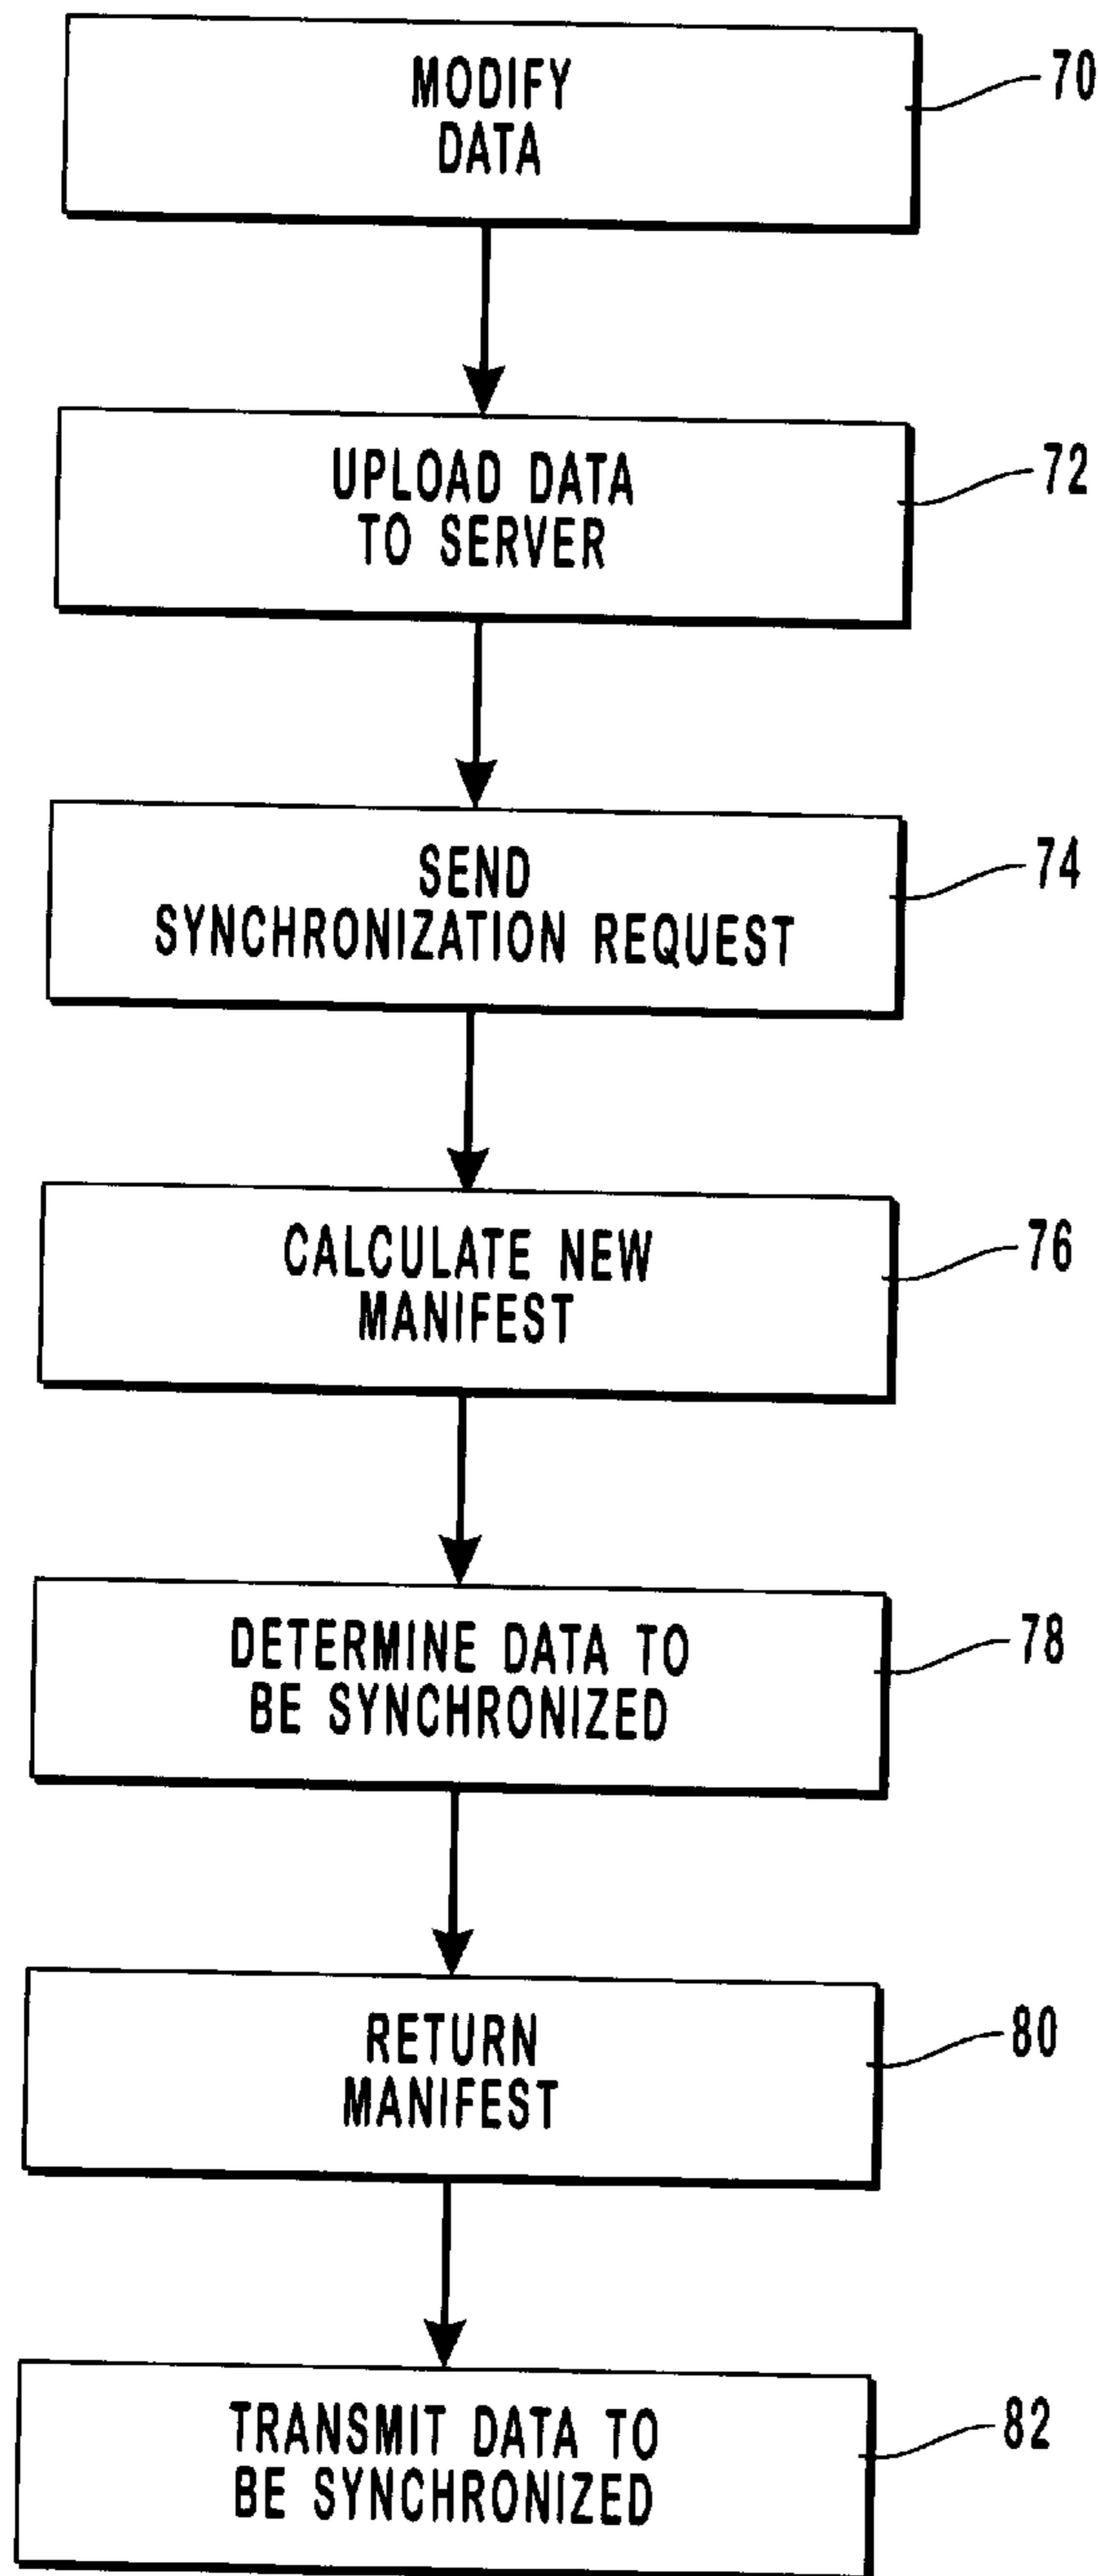 MODIFY
DATA
70
UPLOAD DATA
TO SERVER
72
SEND
SYNCHRONIZATION REQUEST
74
CALCULATE NEW
MANIFEST
76
DETERMINE DATA TO
BE SYNCHRONIZED
78
RETURN
MANIFEST
80
TRANSMIT DATA TO
BE SYNCHRONIZED
82